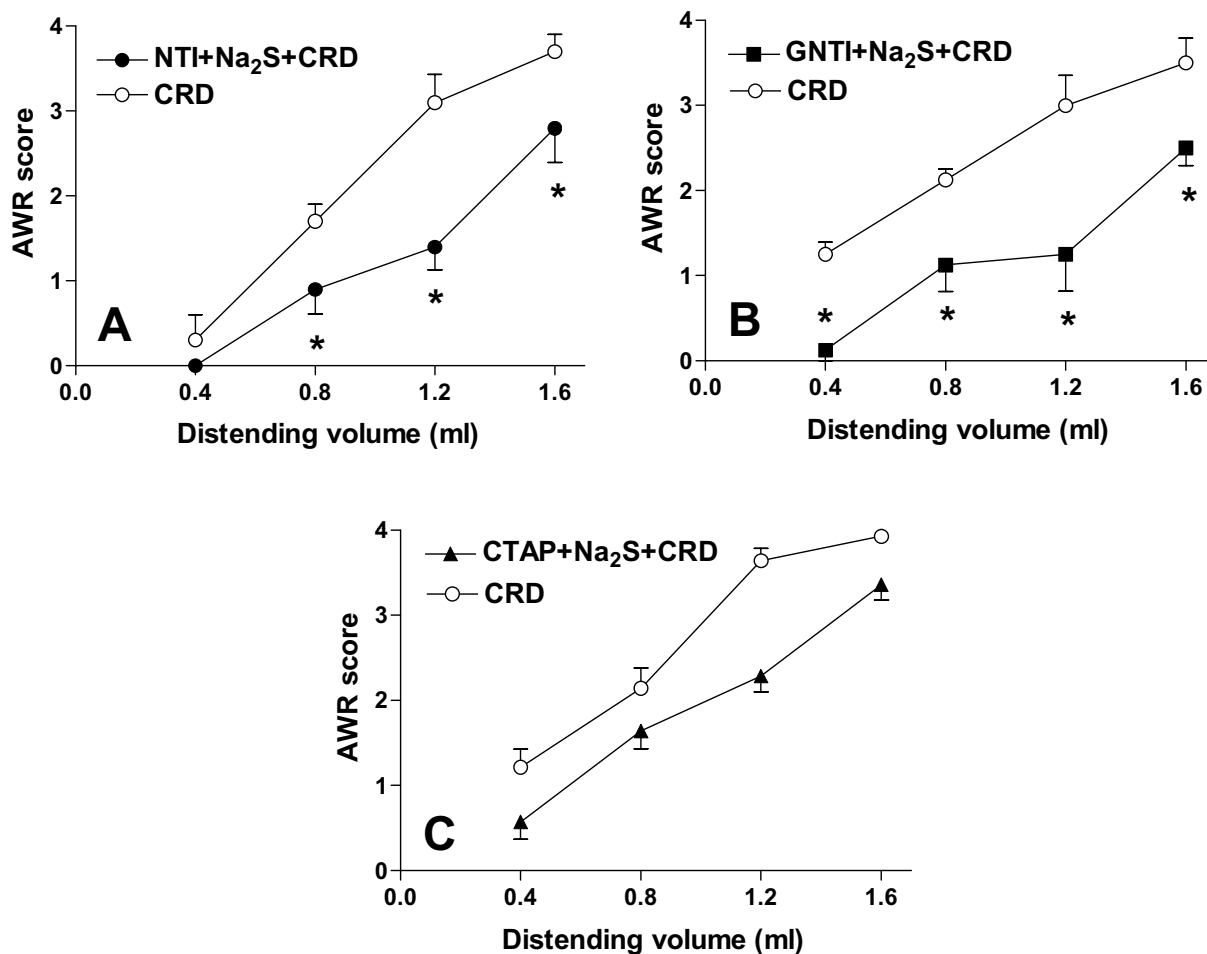 4
NTI+Na₂S+CRD
CRD
3
2
1
0
AWR score
*
*
*
A
0.0
0.4
0.8
1.2
1.6
Distending volume (ml)
4
GNTI+Na₂S+CRD
CRD
3
2
1
0
AWR score
*
*
*
*
B
0.0
0.4
0.8
1.2
1.6
Distending volume (ml)
4
CTAP+Na₂S+CRD
CRD
3
2
1
0
AWR score
C
0.0
0.4
0.8
1.2
1.6
Distending volume (ml)